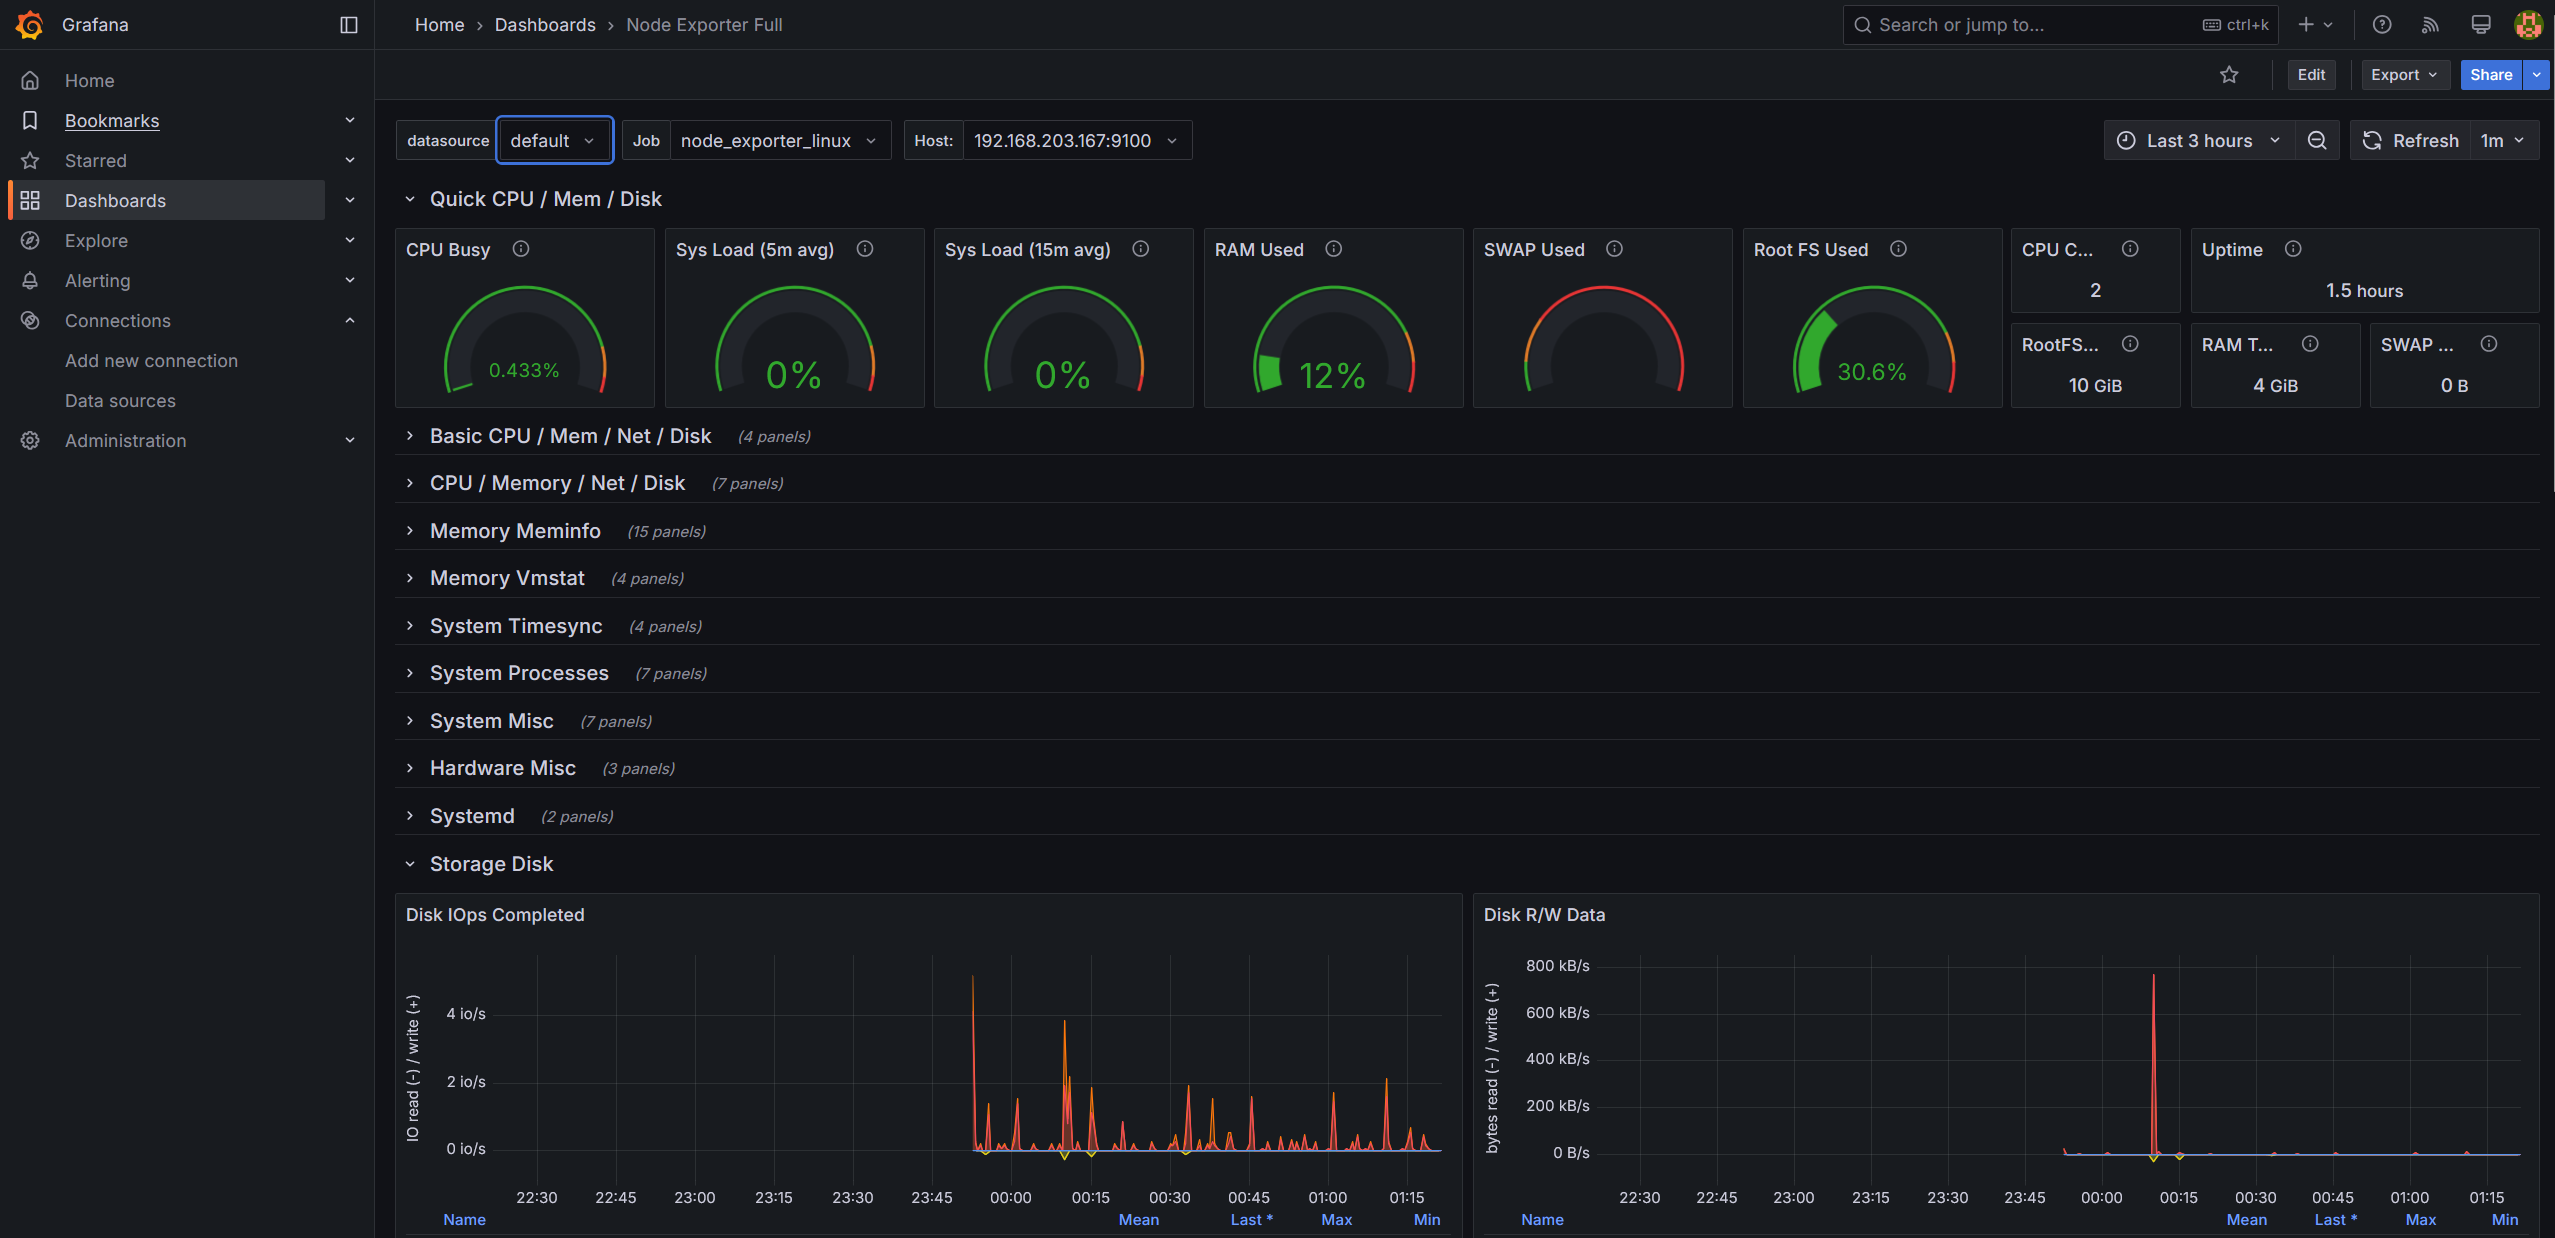 Grafana
Home › Dashboards › Node Exporter Full
Search or jump to...
ctrl+k
Home
Bookmarks
Starred
Dashboards
Explore
Alerting
Connections
Add new connection
Data sources
Administration
Edit
Export
Share
datasource default
Job node_exporter_linux
Host: 192.168.203.167:9100
Last 3 hours
Refresh 1m
Quick CPU / Mem / Disk
CPU Busy
0.433%
Sys Load (5m avg)
0%
Sys Load (15m avg)
0%
RAM Used
12%
SWAP Used
Root FS Used
30.6%
CPU C...
2
Uptime
1.5 hours
RootFS...
10 GiB
RAM T...
4 GiB
SWAP ...
0 B
Basic CPU / Mem / Net / Disk (4 panels)
CPU / Memory / Net / Disk (7 panels)
Memory Meminfo (15 panels)
Memory Vmstat (4 panels)
System Timesync (4 panels)
System Processes (7 panels)
System Misc (7 panels)
Hardware Misc (3 panels)
Systemd (2 panels)
Storage Disk
Disk IOps Completed
IO read (-) / write (+)
4 io/s
2 io/s
0 io/s
22:30 22:45 23:00 23:15 23:30 23:45 00:00 00:15 00:30 00:45 01:00 01:15
Name Mean Last * Max Min
Disk R/W Data
bytes read (-) / write (+)
800 kB/s
600 kB/s
400 kB/s
200 kB/s
0 B/s
22:30 22:45 23:00 23:15 23:30 23:45 00:00 00:15 00:30 00:45 01:00 01:15
Name Mean Last * Max Min